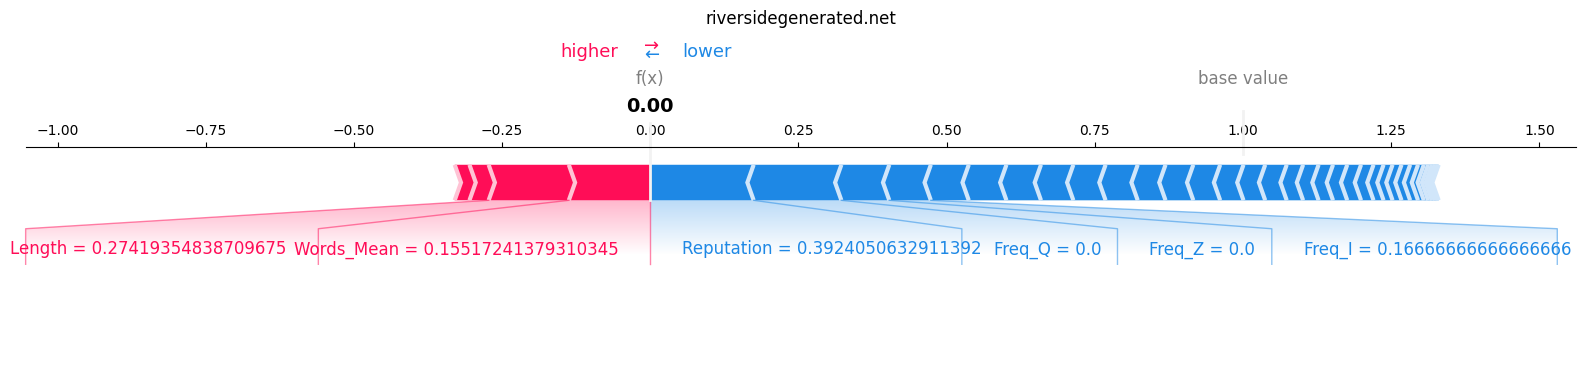 riversidegenerated.net
higher → ← lower
f(x) base value
0.00
−1.00 −0.75 −0.50 −0.25 0.00 0.25 0.50 0.75 1.00 1.25 1.50
Length = 0.27419354838709675 Words_Mean = 0.15517241379310345 Reputation = 0.3924050632911392 Freq_Q = 0.0 Freq_Z = 0.0 Freq_I = 0.16666666666666666